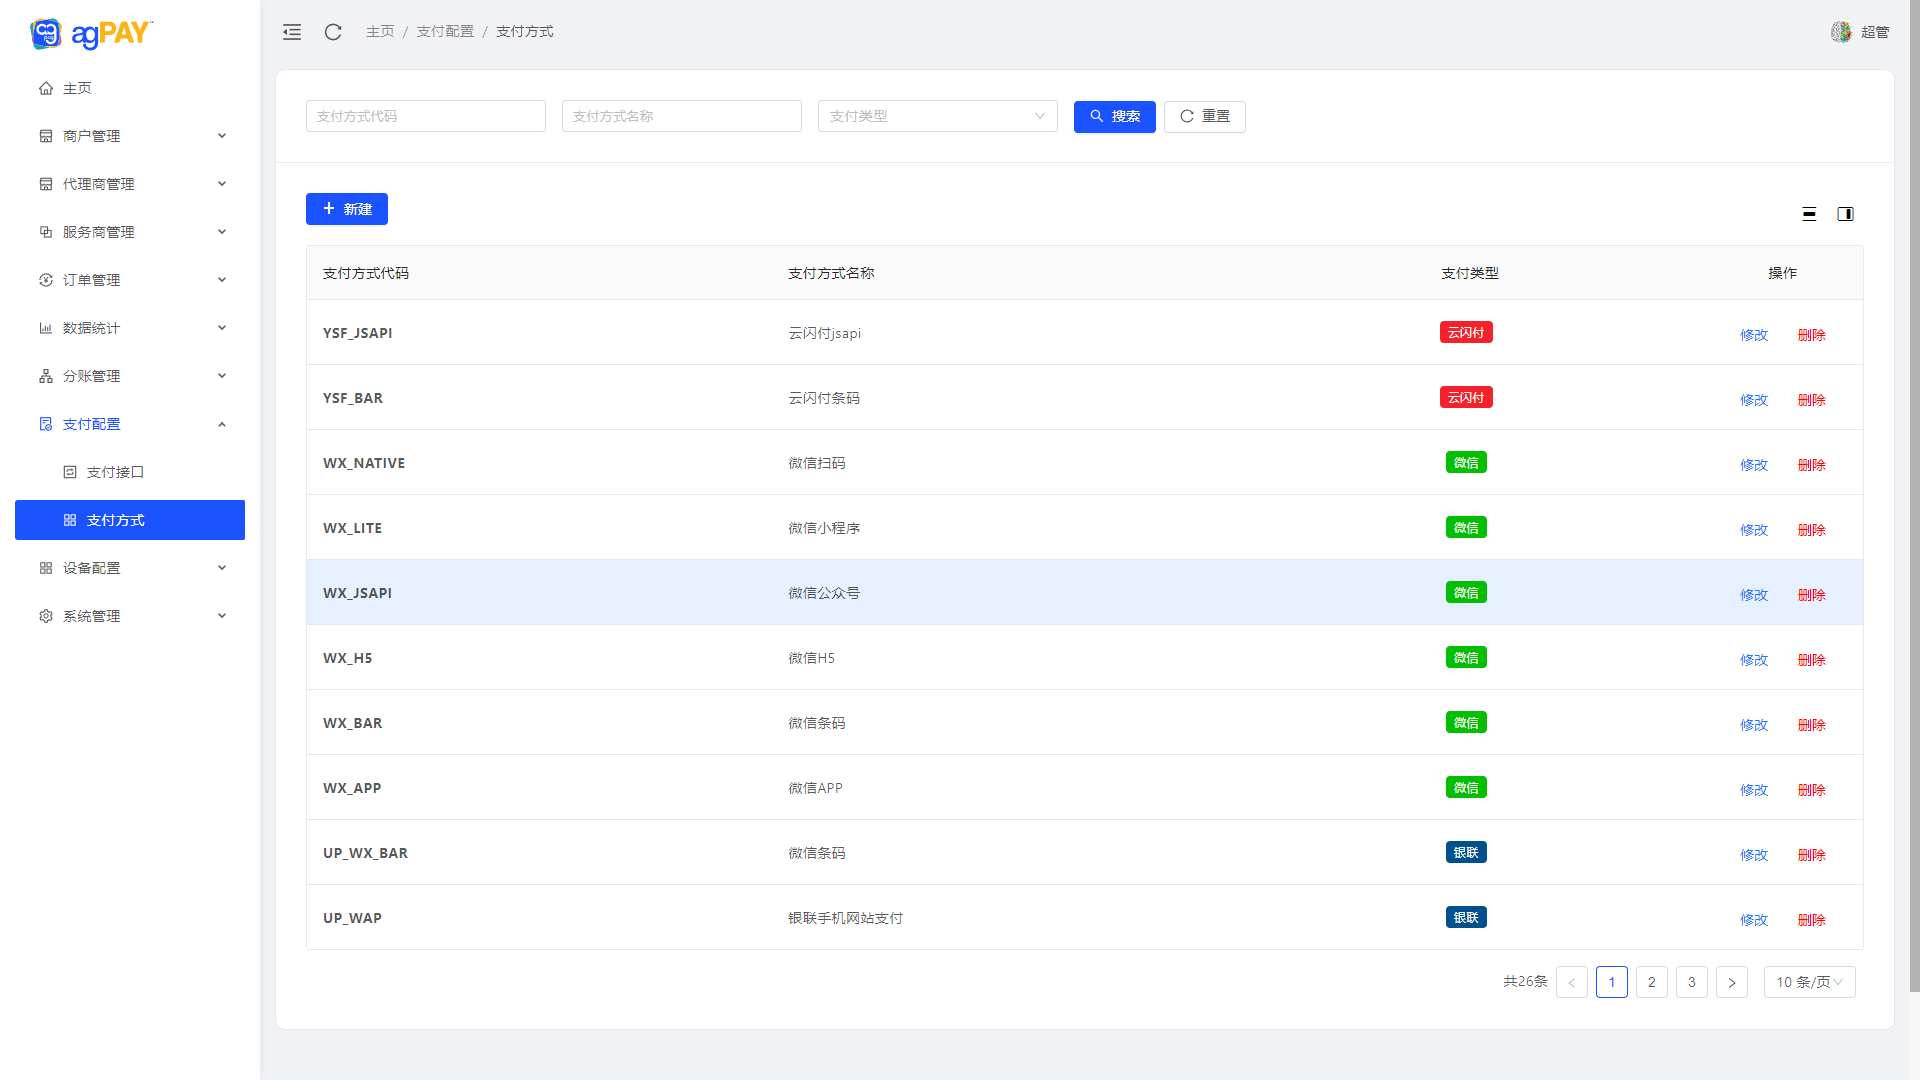 agPAY
主页
商户管理
代理商管理
服务商管理
订单管理
数据统计
分账管理
支付配置
支付接口
支付方式
设备配置
系统管理
主页 / 支付配置 / 支付方式
超管
支付方式代码 支付方式名称 支付类型 搜索 重置
新建
支付方式代码 支付方式名称 支付类型 操作
YSF_JSAPI 云闪付jsapi 云闪付 修改 删除
YSF_BAR 云闪付条码 云闪付 修改 删除
WX_NATIVE 微信扫码 微信 修改 删除
WX_LITE 微信小程序 微信 修改 删除
WX_JSAPI 微信公众号 微信 修改 删除
WX_H5 微信H5 微信 修改 删除
WX_BAR 微信条码 微信 修改 删除
WX_APP 微信APP 微信 修改 删除
UP_WX_BAR 微信条码 银联 修改 删除
UP_WAP 银联手机网站支付 银联 修改 删除
共26条 < 1 2 3 > 10 条/页